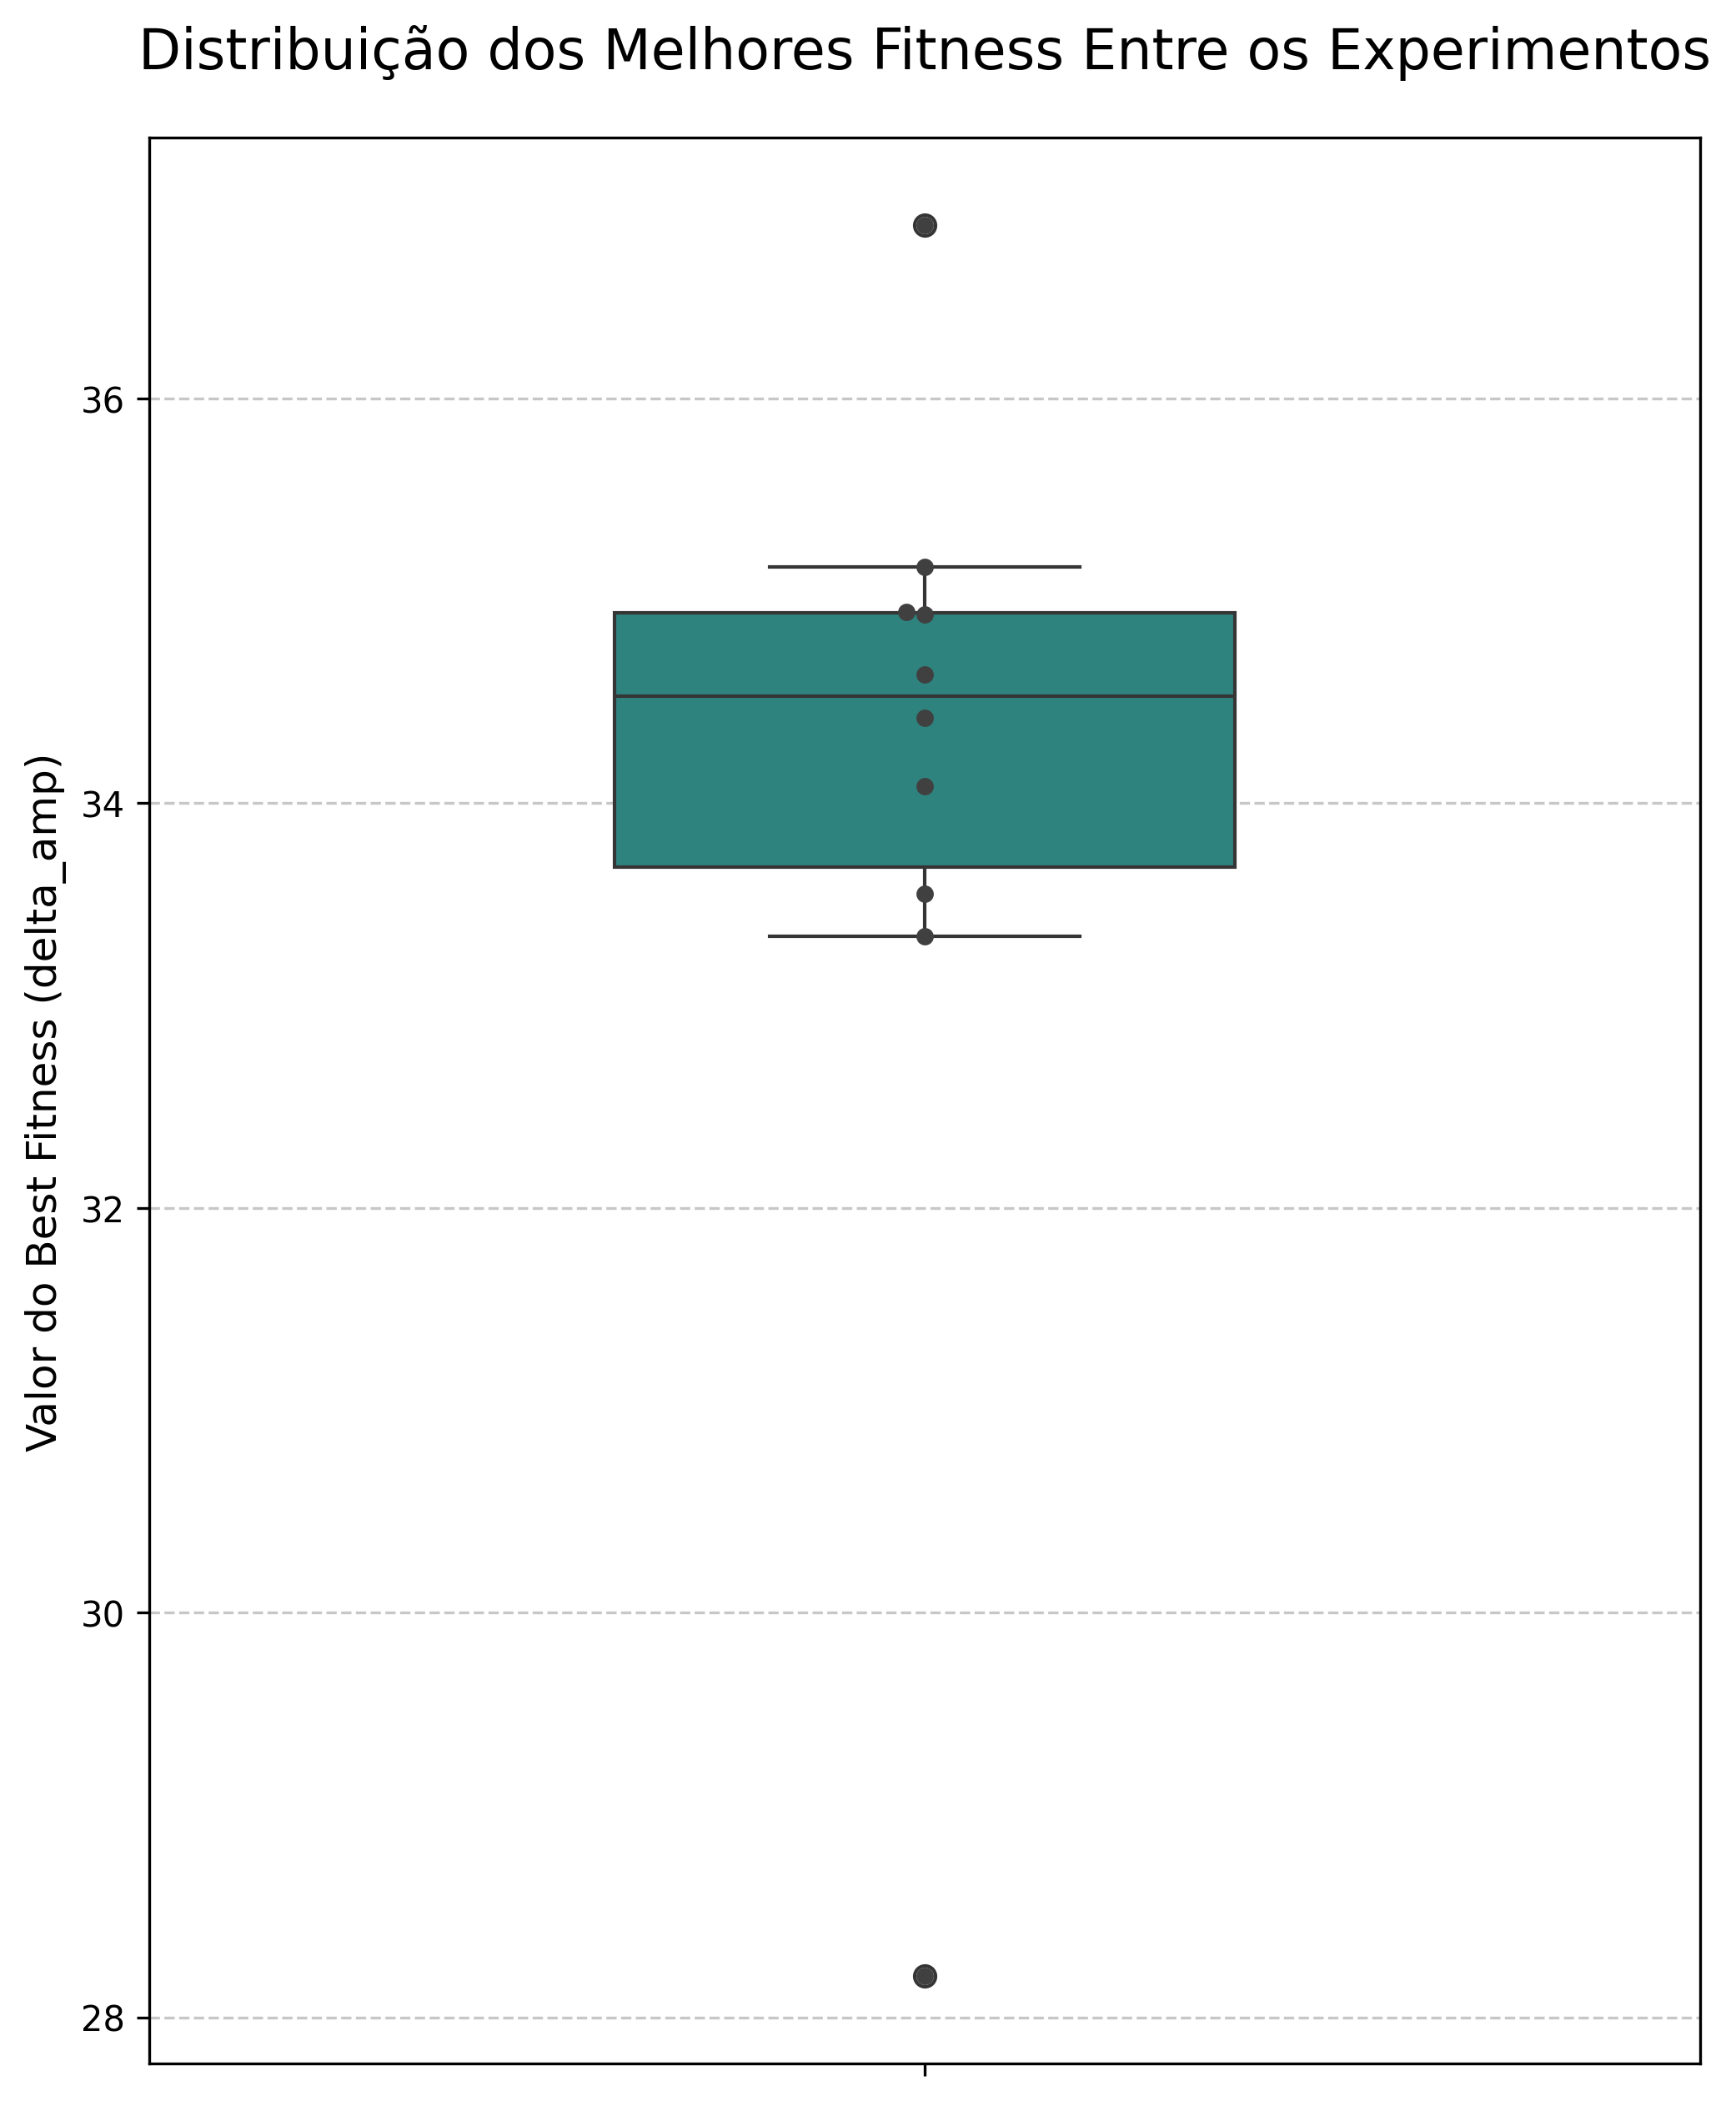 Distribuição dos Melhores Fitness Entre os Experimentos
Valor do Best Fitness (delta_amp)
36
34
32
30
28